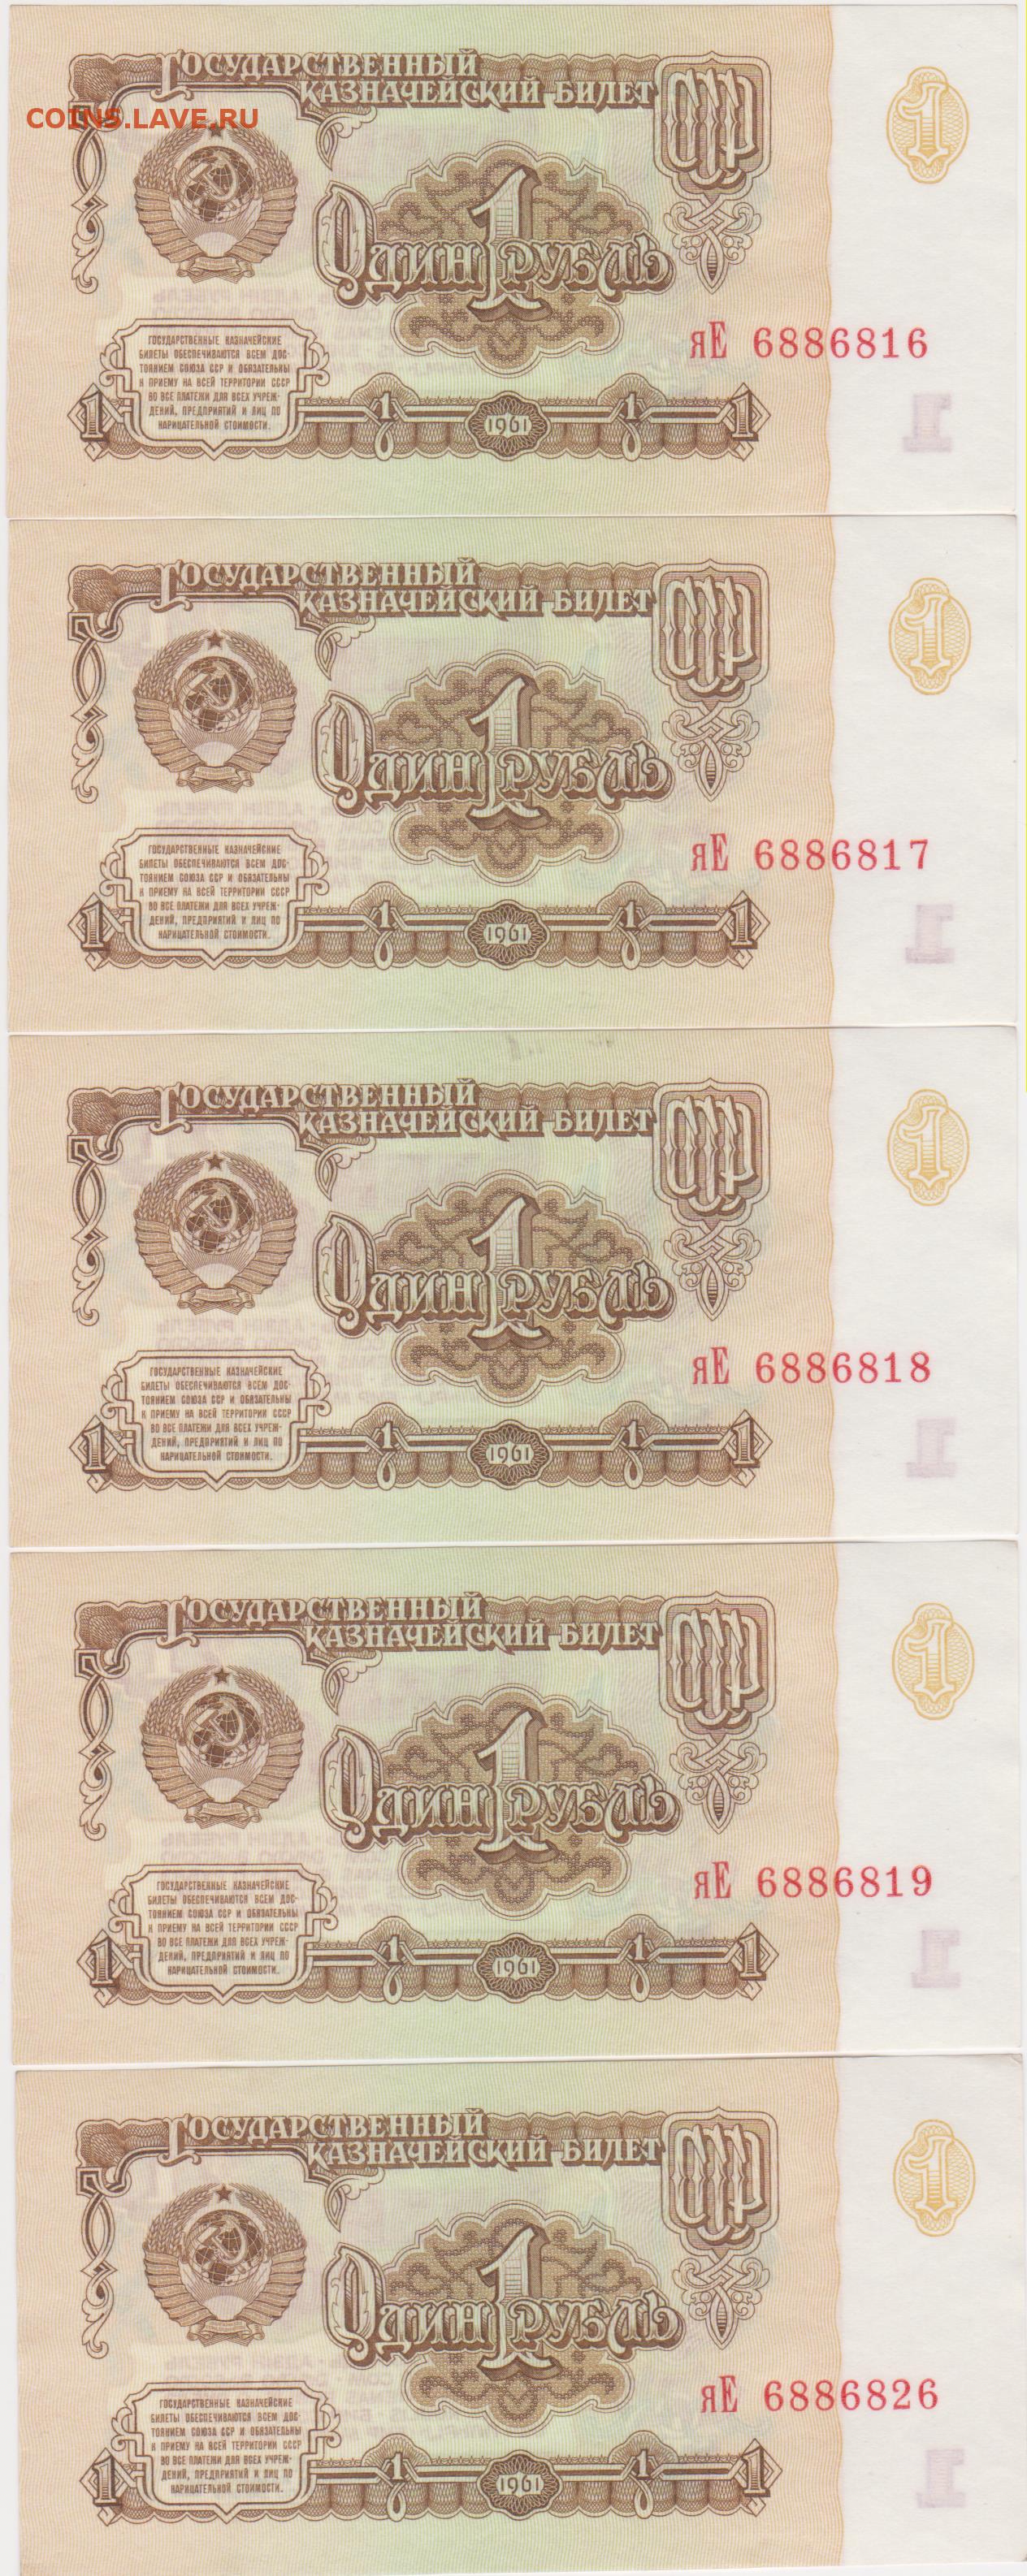 COINS.LAVE.RU
ГОСУДАРСТВЕННЫЙ
КАЗНАЧЕЙСКИЙ БИЛЕТ
СССР
1
1
ОДИН РУБЛЬ
яЕ 6886816
ГОСУДАРСТВЕННЫЕ КАЗНАЧЕЙСКИЕ
БИЛЕТЫ ОБЕСПЕЧИВАЮТСЯ ВСЕМ ДОС-
ТОЯНИЕМ СОЮЗА ССР И ОБЯЗАТЕЛЬНЫ
К ПРИЕМУ НА ВСЕЙ ТЕРРИТОРИИ СССР
ВО ВСЕ ПЛАТЕЖИ ДЛЯ ВСЕХ УЧРЕЖ-
ДЕНИЙ, ПРЕДПРИЯТИЙ И ЛИЦ ПО
НАРИЦАТЕЛЬНОЙ СТОИМОСТИ.
1 1 1961 1 1
ГОСУДАРСТВЕННЫЙ
КАЗНАЧЕЙСКИЙ БИЛЕТ
СССР
1
1
ОДИН РУБЛЬ
яЕ 6886817
ГОСУДАРСТВЕННЫЕ КАЗНАЧЕЙСКИЕ
БИЛЕТЫ ОБЕСПЕЧИВАЮТСЯ ВСЕМ ДОС-
ТОЯНИЕМ СОЮЗА ССР И ОБЯЗАТЕЛЬНЫ
К ПРИЕМУ НА ВСЕЙ ТЕРРИТОРИИ СССР
ВО ВСЕ ПЛАТЕЖИ ДЛЯ ВСЕХ УЧРЕЖ-
ДЕНИЙ, ПРЕДПРИЯТИЙ И ЛИЦ ПО
НАРИЦАТЕЛЬНОЙ СТОИМОСТИ.
1 1 1961 1 1
ГОСУДАРСТВЕННЫЙ
КАЗНАЧЕЙСКИЙ БИЛЕТ
СССР
1
1
ОДИН РУБЛЬ
яЕ 6886818
ГОСУДАРСТВЕННЫЕ КАЗНАЧЕЙСКИЕ
БИЛЕТЫ ОБЕСПЕЧИВАЮТСЯ ВСЕМ ДОС-
ТОЯНИЕМ СОЮЗА ССР И ОБЯЗАТЕЛЬНЫ
К ПРИЕМУ НА ВСЕЙ ТЕРРИТОРИИ СССР
ВО ВСЕ ПЛАТЕЖИ ДЛЯ ВСЕХ УЧРЕЖ-
ДЕНИЙ, ПРЕДПРИЯТИЙ И ЛИЦ ПО
НАРИЦАТЕЛЬНОЙ СТОИМОСТИ.
1 1 1961 1 1
ГОСУДАРСТВЕННЫЙ
КАЗНАЧЕЙСКИЙ БИЛЕТ
СССР
1
1
ОДИН РУБЛЬ
яЕ 6886819
ГОСУДАРСТВЕННЫЕ КАЗНАЧЕЙСКИЕ
БИЛЕТЫ ОБЕСПЕЧИВАЮТСЯ ВСЕМ ДОС-
ТОЯНИЕМ СОЮЗА ССР И ОБЯЗАТЕЛЬНЫ
К ПРИЕМУ НА ВСЕЙ ТЕРРИТОРИИ СССР
ВО ВСЕ ПЛАТЕЖИ ДЛЯ ВСЕХ УЧРЕЖ-
ДЕНИЙ, ПРЕДПРИЯТИЙ И ЛИЦ ПО
НАРИЦАТЕЛЬНОЙ СТОИМОСТИ.
1 1 1961 1 1
ГОСУДАРСТВЕННЫЙ
КАЗНАЧЕЙСКИЙ БИЛЕТ
СССР
1
1
ОДИН РУБЛЬ
яЕ 6886826
ГОСУДАРСТВЕННЫЕ КАЗНАЧЕЙСКИЕ
БИЛЕТЫ ОБЕСПЕЧИВАЮТСЯ ВСЕМ ДОС-
ТОЯНИЕМ СОЮЗА ССР И ОБЯЗАТЕЛЬНЫ
К ПРИЕМУ НА ВСЕЙ ТЕРРИТОРИИ СССР
ВО ВСЕ ПЛАТЕЖИ ДЛЯ ВСЕХ УЧРЕЖ-
ДЕНИЙ, ПРЕДПРИЯТИЙ И ЛИЦ ПО
НАРИЦАТЕЛЬНОЙ СТОИМОСТИ.
1 1 1961 1 1